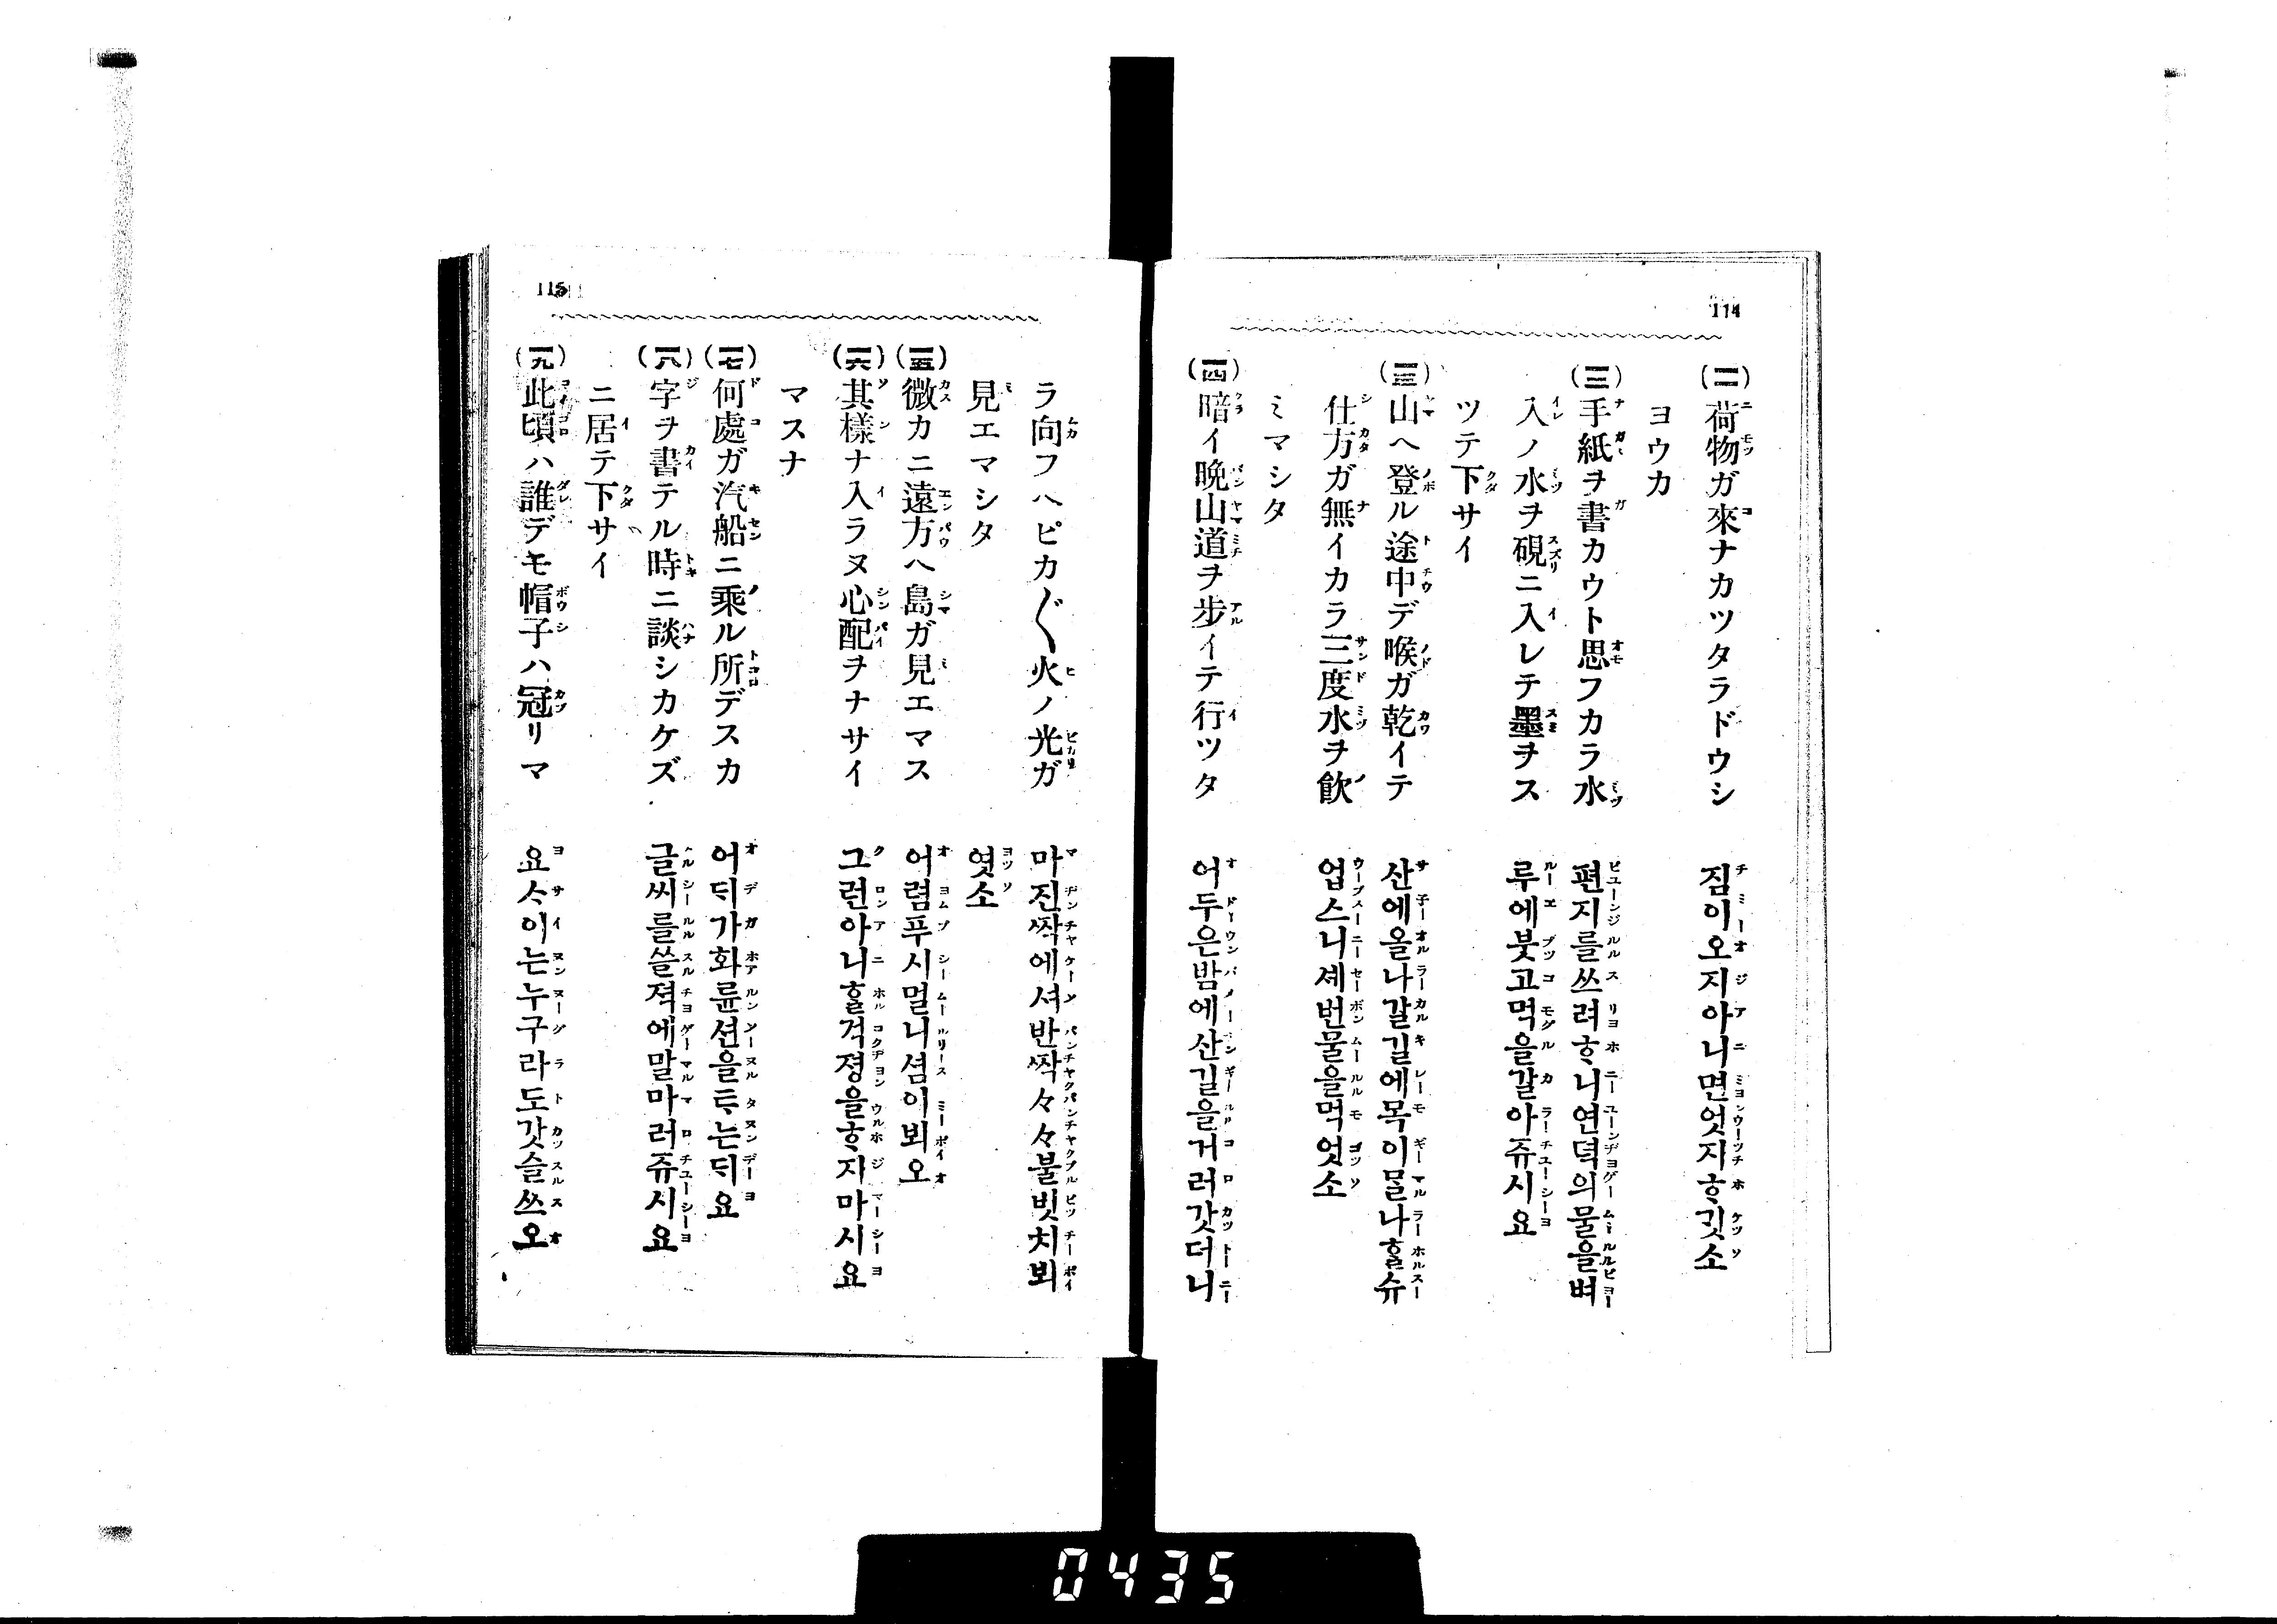 114
(二)荷物ガ來ナカツタラドウシ
ヨウカ
짐이오지아니면엇지ᄒᆞ깃소
(三)手紙ヲ書カウト思フカラ水
入ノ水ヲ硯ニ入レテ墨ヲス
ツテ下サイ
편지를쓰려ᄒᆞ니연덕의물을벼
루에붓고먹을갈아쥬시요
(三)山ヘ登ル途中デ喉ガ乾イテ
仕方ガ無イカラ三度水ヲ飮
ミマシタ
산에올나갈길에목이몰나ᄒᆞᆯ슈
업스니셰번물을먹엇소
(四)暗イ晩山道ヲ步イテ行ツタ
어두은밤에산길을거러갓더니
115
ラ向フハピカ〴〵火ノ光ガ
見エマシタ
마진싹에셔반싹々々불빗치뵈
엿소
(五)微カニ遠方ヘ島ガ見エマス
어렴푸시멀니셤이뵈오
(六)其樣ナ入ラヌ心配ヲナサイ
マスナ
그런아니ᄒᆞᆯ걱졍을ᄒᆞ지마시요
(七)何處ガ汽船ニ乘ル所デスカ
어ᄃᆡ가화륜션을ᄐᆞ는ᄃᆡ요
(八)字ヲ書テル時ニ談シカケズ
ニ居テ下サイ
글씨를쓸젹에말마러쥬시요
(九)此頃ハ誰デモ帽子ハ冠リマ
요ᄉᆞ이는누구라도갓슬쓰오
0435